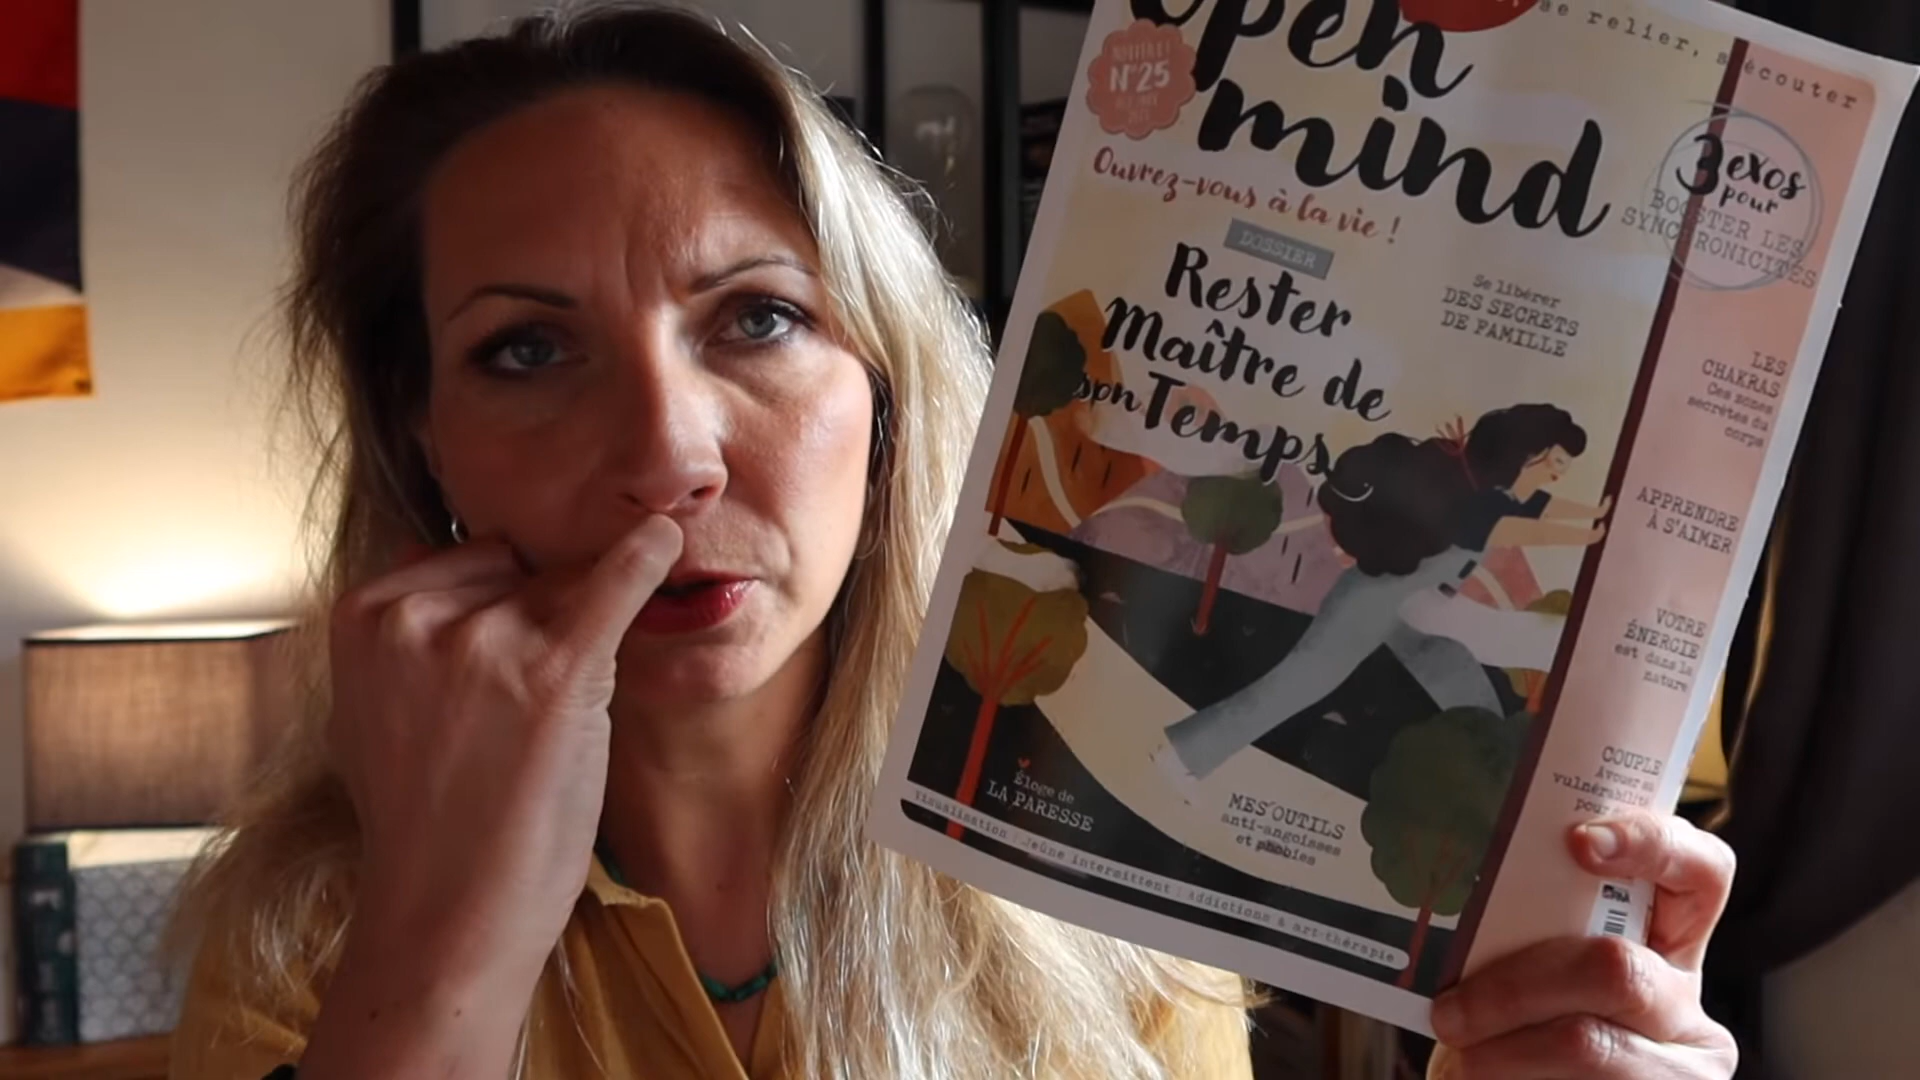 se relier, s'écouter
open
mind
N°25
Ouvrez-vous à la vie !
DOSSIER
Rester
Maître de
son Temps
Se libérer
DES SECRETS
DE FAMILLE
3 exos
pour
BOOSTER LES
SYNCHRONICITÉS
LES
CHAKRAS
Ces zones
secrètes du
corps
APPRENDRE
À S'AIMER
VOTRE
ÉNERGIE
est dans la
nature
COUPLE
Avouer sa
vulnérabilité
Éloge de
LA PARESSE
MES OUTILS
anti-angoisses
et phobies
Visualisation | Jeûne intermittent | Addictions & art-thérapie